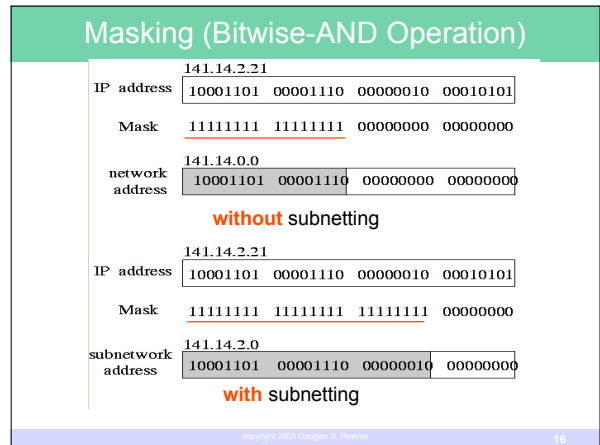 Masking (Bitwise-AND Operation)
141.14.2.21
IP address 10001101 00001110 00000010 00010101
Mask 11111111 11111111 00000000 00000000
141.14.0.0
network address 10001101 00001110 00000000 00000000
without subnetting
141.14.2.21
IP address 10001101 00001110 00000010 00010101
Mask 11111111 11111111 11111111 00000000
141.14.2.0
subnetwork address 10001101 00001110 00000010 00000000
with subnetting
copyright 2005 Douglas S. Reeves 16